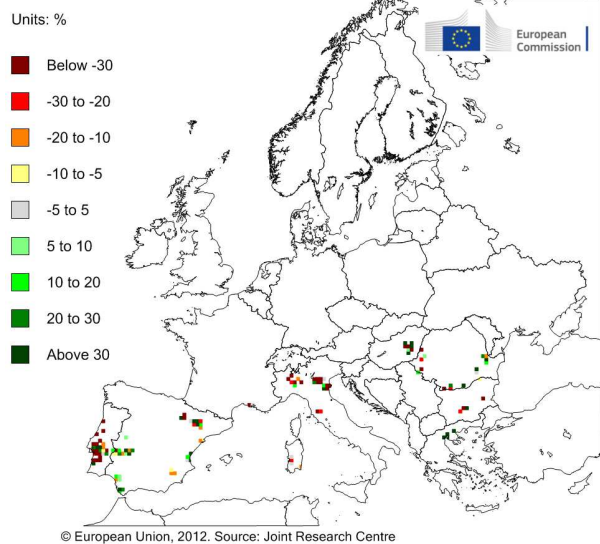 Units: %
European
Commission
Below -30
-30 to -20
-20 to -10
-10 to -5
-5 to 5
5 to 10
10 to 20
20 to 30
Above 30
© European Union, 2012. Source: Joint Research Centre